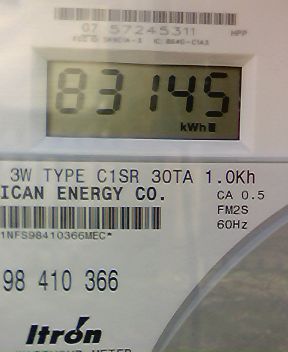 07 57245311 HPP
83145
kWh
3W TYPE C1SR 30TA 1.0Kh
ICAN ENERGY CO. CA 0.5
FM2S
60Hz
1NFS98410366MEC*
98 410 366
Itron